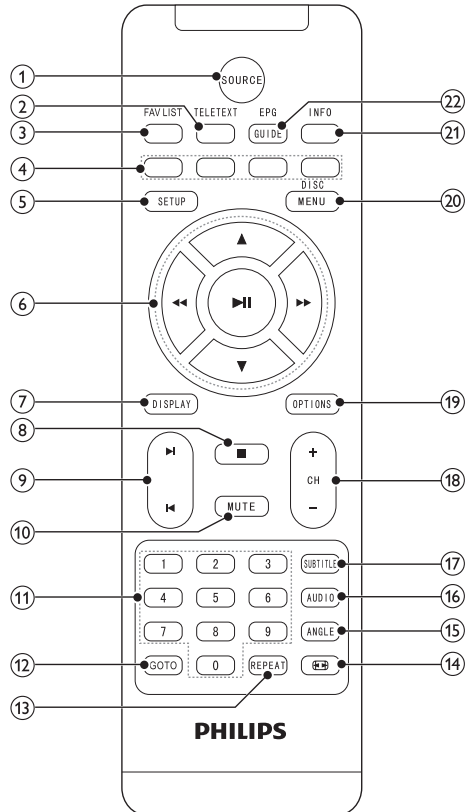 1
SOURCE
2
22
FAV LIST TELETEXT EPG INFO
GUIDE
3
21
4
DISC
5
SETUP
MENU
20
6
7
DISPLAY
OPTIONS
19
8
+
9
CH
18
−
10
MUTE
1 2 3 SUBTITLE
17
11
4 5 6 AUDIO
16
7 8 9 ANGLE
15
12
GOTO 0 REPEAT
14
13
PHILIPS